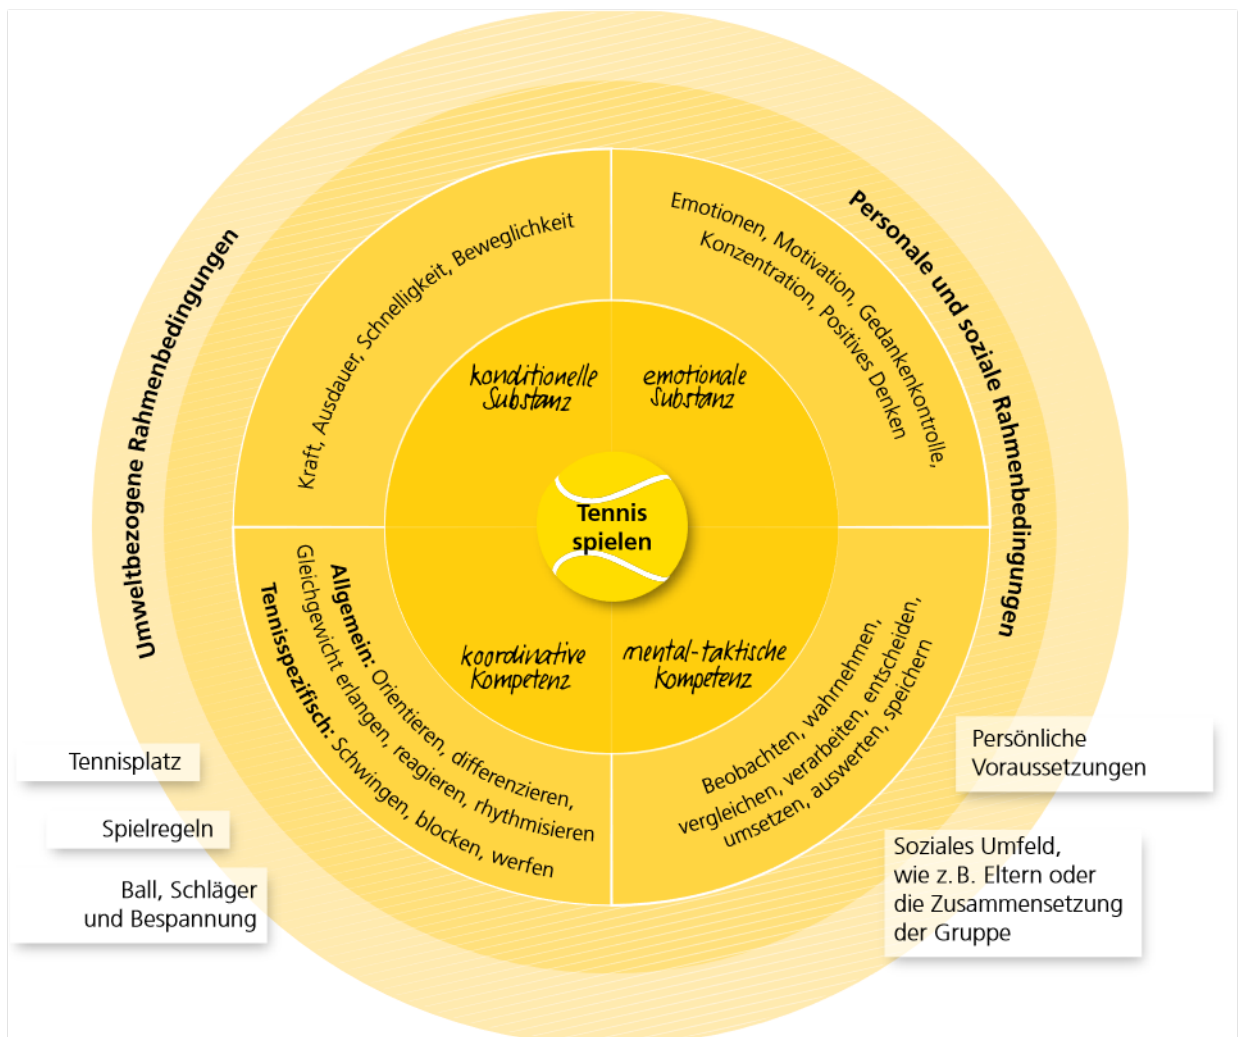 Umweltbezogene Rahmenbedingungen
Personale und soziale Rahmenbedingungen
Kraft, Ausdauer, Schnelligkeit, Beweglichkeit
Emotionen, Motivation, Gedankenkontrolle,
Konzentration, Positives Denken
konditionelle
Substanz
emotionale
Substanz
Tennis
spielen
koordinative
Kompetenz
mental-taktische
Kompetenz
Allgemein: Orientieren, differenzieren,
Gleichgewicht erlangen, reagieren, rhythmisieren
Tennisspezifisch: Schwingen, blocken, werfen
Beobachten, wahrnehmen,
vergleichen, verarbeiten, entscheiden,
umsetzen, auswerten, speichern
Tennisplatz
Spielregeln
Ball, Schläger
und Bespannung
Persönliche
Voraussetzungen
Soziales Umfeld,
wie z. B. Eltern oder
die Zusammensetzung
der Gruppe